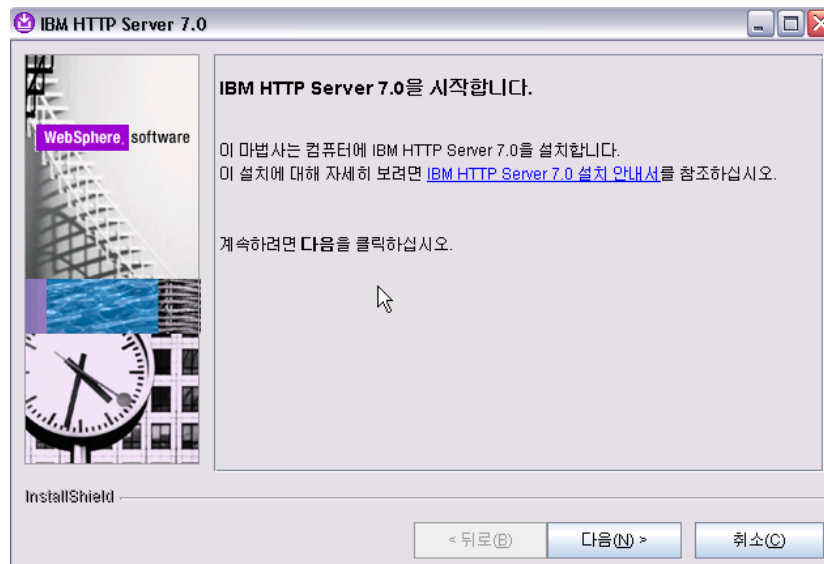 IBM HTTP Server 7.0
WebSphere. software
IBM HTTP Server 7.0을 시작합니다.
이 마법사는 컴퓨터에 IBM HTTP Server 7.0을 설치합니다.
이 설치에 대해 자세히 보려면 IBM HTTP Server 7.0 설치 안내서를 참조하십시오.
계속하려면 다음을 클릭하십시오.
InstallShield
< 뒤로(B)
다음(N) >
취소(C)